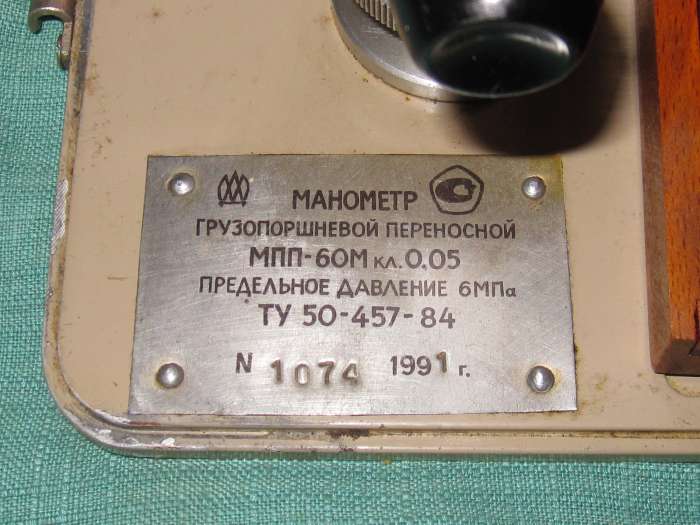 МАНОМЕТР
ГРУЗОПОРШНЕВОЙ ПЕРЕНОСНОЙ
МПП-60М кл. 0,05
ПРЕДЕЛЬНОЕ ДАВЛЕНИЕ 6МПа
ТУ 50-457-84
N 1074 1991 г.